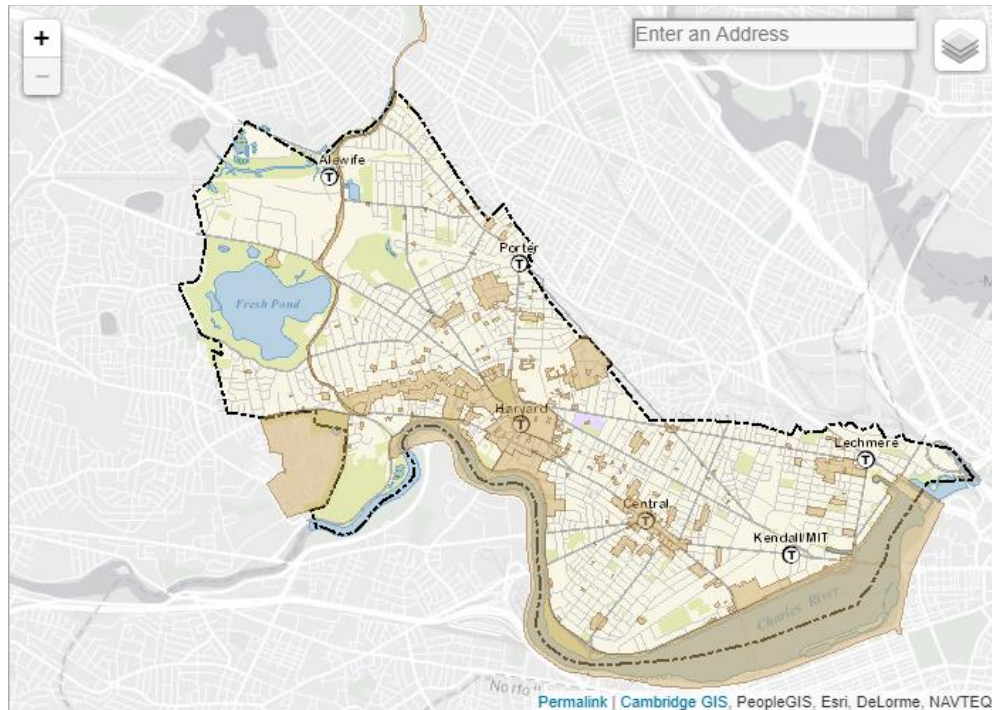 +
Enter an Address
−
Alewife
T
Porter
T
Fresh Pond
Harvard
T
Lechmere
T
Central
T
Kendall/MIT
T
Charles River
Permalink | Cambridge GIS, PeopleGIS, Esri, DeLorme, NAVTEQ